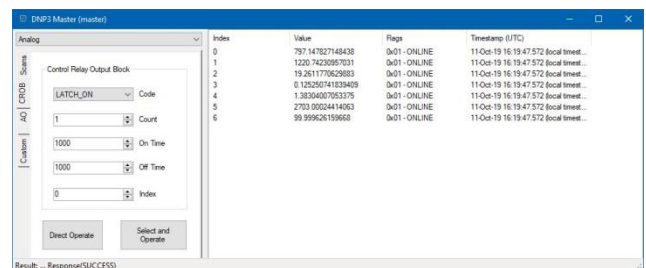 DNP3 Master (master)
Analog
Scans
CROB
AO
Custom
Control Relay Output Block
LATCH_ON Code
1 Count
1000 On Time
1000 Off Time
0 Index
Direct Operate
Select and Operate
Index Value Flags Timestamp (UTC)
0 797.147827148438 0x01 - ONLINE 11-Oct-19 16:19:47.572 (local timest...
1 1220.74230957031 0x01 - ONLINE 11-Oct-19 16:19:47.572 (local timest...
2 19.2611770629883 0x01 - ONLINE 11-Oct-19 16:19:47.572 (local timest...
3 0.125250741839409 0x01 - ONLINE 11-Oct-19 16:19:47.572 (local timest...
4 1.38304007053375 0x01 - ONLINE 11-Oct-19 16:19:47.572 (local timest...
5 2703.00024414063 0x01 - ONLINE 11-Oct-19 16:19:47.572 (local timest...
6 99.999626159668 0x01 - ONLINE 11-Oct-19 16:19:47.572 (local timest...
Result: ... Response(SUCCESS)